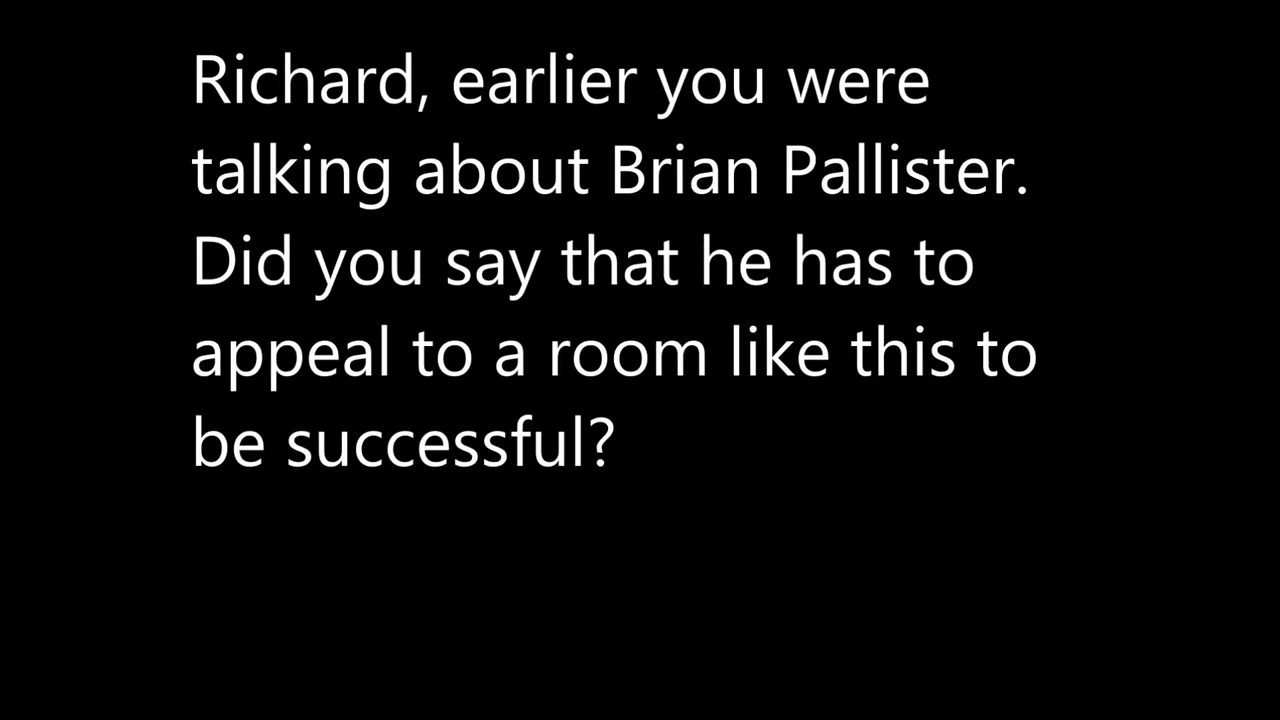 Richard, earlier you were
talking about Brian Pallister.
Did you say that he has to
appeal to a room like this to
be successful?